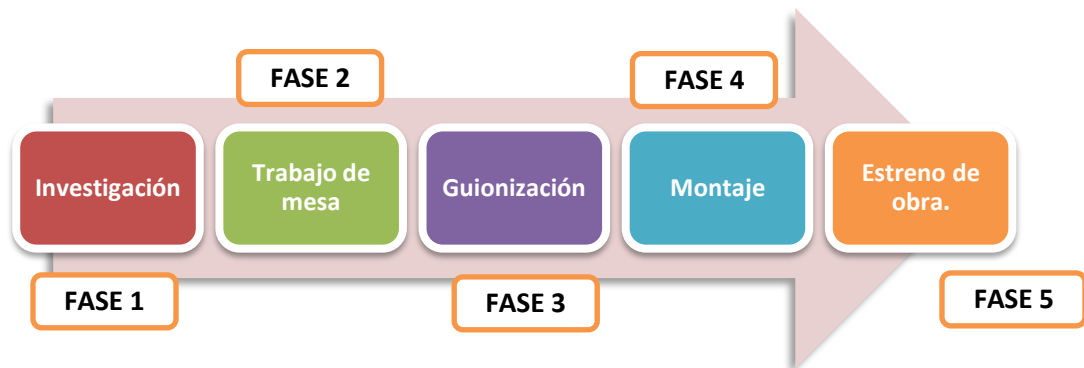 FASE 2
FASE 4
Investigación
Trabajo de
mesa
Guionización
Montaje
Estreno de
obra.
FASE 1
FASE 3
FASE 5